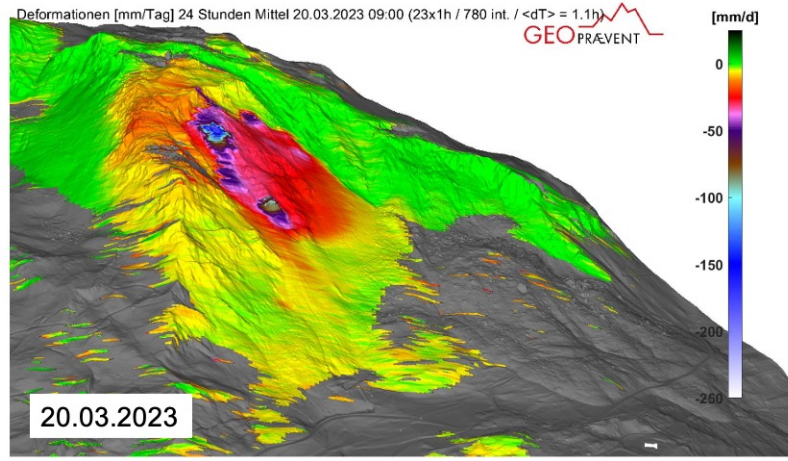 Deformationen [mm/Tag] 24 Stunden Mittel 20.03.2023 09:00 (23x1h / 780 int. / <dT> = 1.1h)
GEOPRÆVENT
[mm/d]
0
-50
-100
-150
-200
-250
20.03.2023